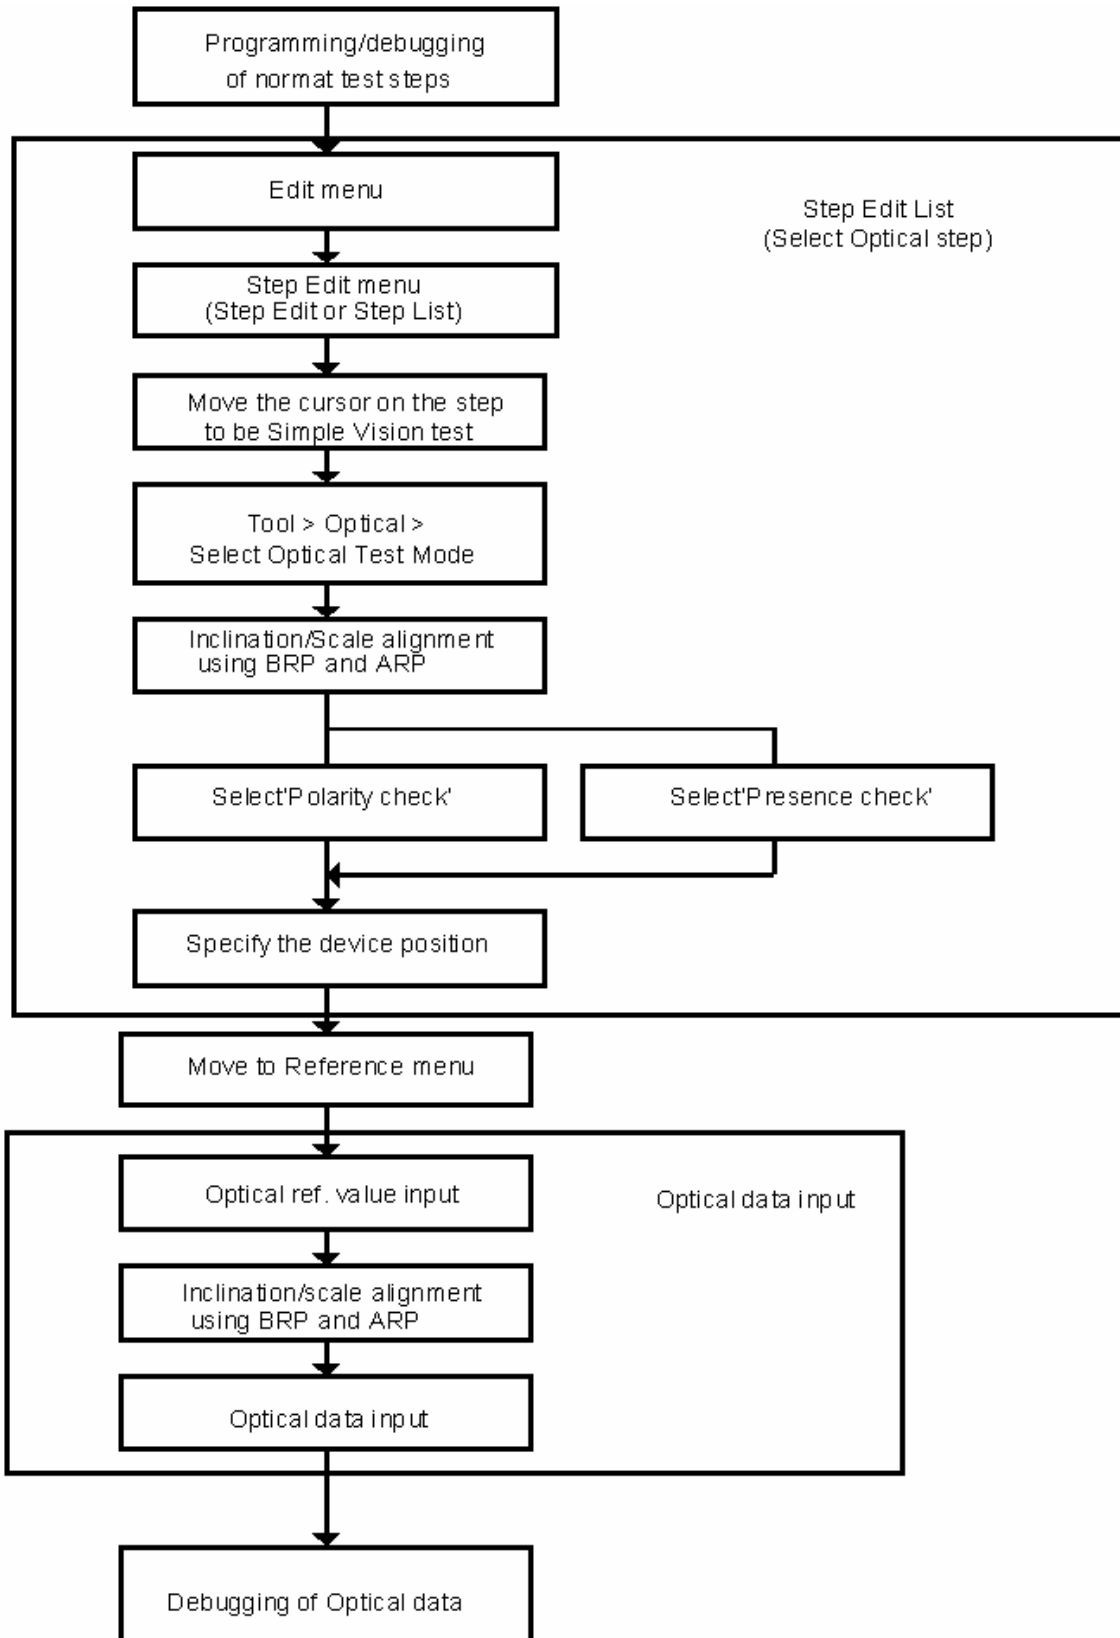 Programming/debugging
of normat test steps
Edit menu
Step Edit List
(Select Optical step)
Step Edit menu
(Step Edit or Step List)
Move the cursor on the step
to be Simple Vision test
Tool > Optical >
Select Optical Test Mode
Inclination/Scale alignment
using BRP and ARP
Select'Polarity check'
Select'Presence check'
Specify the device position
Move to Reference menu
Optical ref. value input
Optical data input
Inclination/scale alignment
using BRP and ARP
Optical data input
Debugging of Optical data